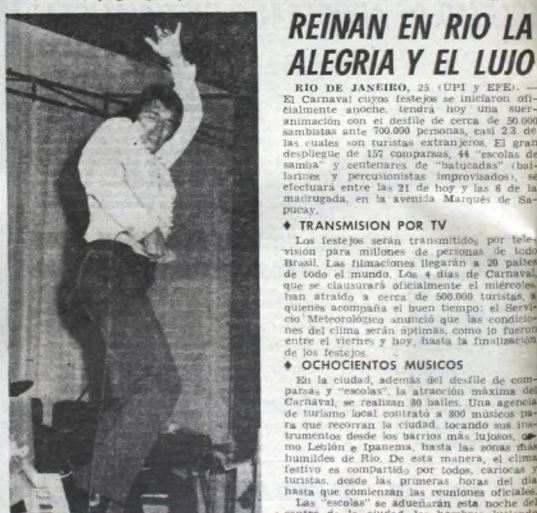 REINAN EN RIO LA
ALEGRIA Y EL LUJO
RIO DE JANEIRO, 25 (UPI y EFE). —
El Carnaval cuyos festejos se iniciaron ofi-
cialmente anoche, tendrá hoy una suer-
animación con el desfile de cerca de 50.000
sambistas ante 700.000 personas, casi 2/3 de
las cuales son turistas extranjeros. El gran
despliegue de 157 comparsas, 44 "escolas de
samba" y centenares de "batucadas" (bai-
larines y percusionistas improvisados), se
efectuará entre las 21 de hoy y las 6 de la
madrugada, en la avenida Marqués de Sa-
pucay.
♦ TRANSMISION POR TV
Los festejos serán transmitidos por tele-
visión para millones de personas de todo
Brasil. Las filmaciones llegarán a 20 países
de todo el mundo. Los 4 días de Carnaval,
que se clausurará oficialmente el miércoles,
han atraído a cerca de 500.000 turistas, a
quienes acompaña el buen tiempo: el Servi-
cio Meteorológico anunció que las condicio-
nes del clima serán óptimas, como lo fueron
entre el viernes y hoy, hasta la finalización
de los festejos.
♦ OCHOCIENTOS MUSICOS
En la ciudad, además del desfile de com-
parsas y "escolas", la atracción máxima del
Carnaval, se realizan 80 bailes. Una agencia
de turismo local contrató a 800 músicos pa-
ra que recorran la ciudad, tocando sus ins-
trumentos desde los barrios más lujosos, co-
mo Leblón e Ipanema, hasta las zonas más
humildes de Río. De esta manera, el clima
festivo es compartido por todos, cariocas y
turistas, desde las primeras horas del día
hasta que comienzan las reuniones oficiales.
Las "escolas" se adueñarán esta noche del